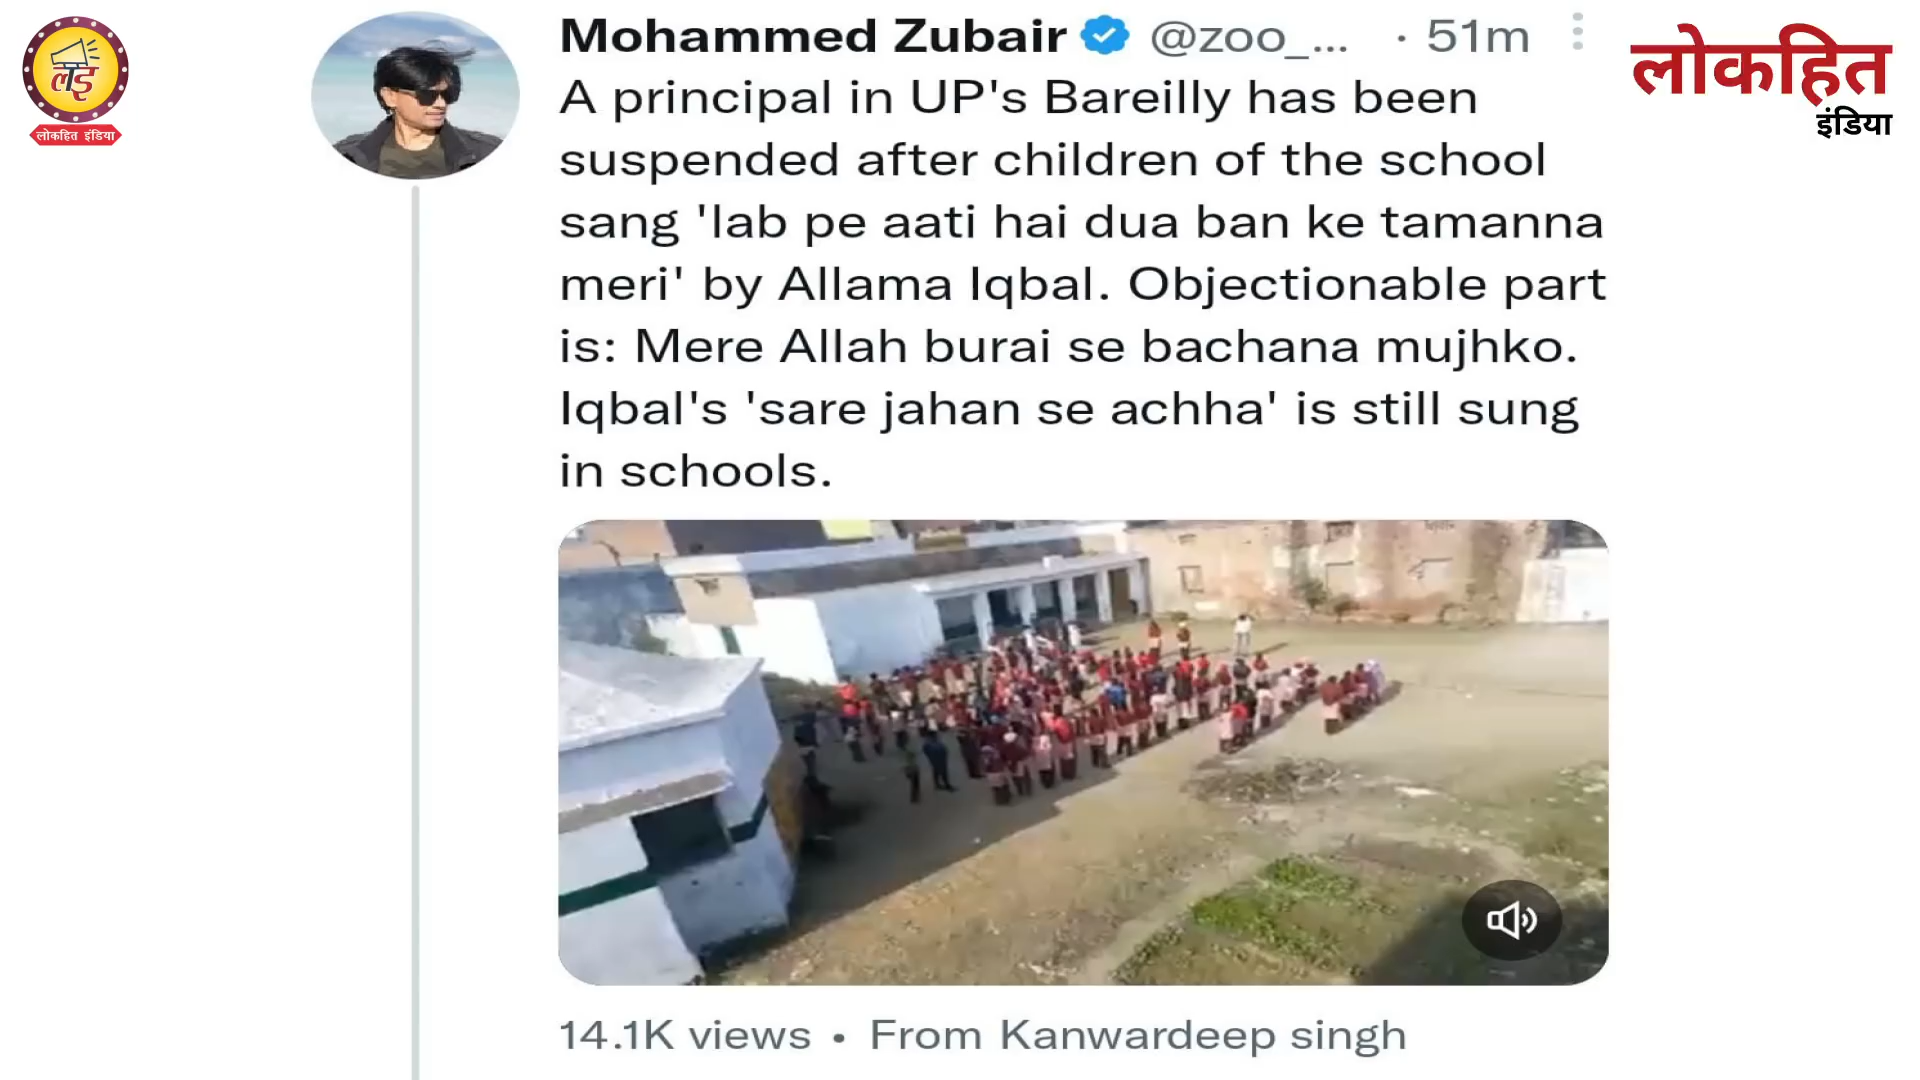 लइ
लोकहित इंडिया
Mohammed Zubair @zoo_... · 51m
लोकहित
इंडिया
A principal in UP's Bareilly has been
suspended after children of the school
sang 'lab pe aati hai dua ban ke tamanna
meri' by Allama Iqbal. Objectionable part
is: Mere Allah burai se bachana mujhko.
Iqbal's 'sare jahan se achha' is still sung
in schools.
14.1K views • From Kanwardeep singh